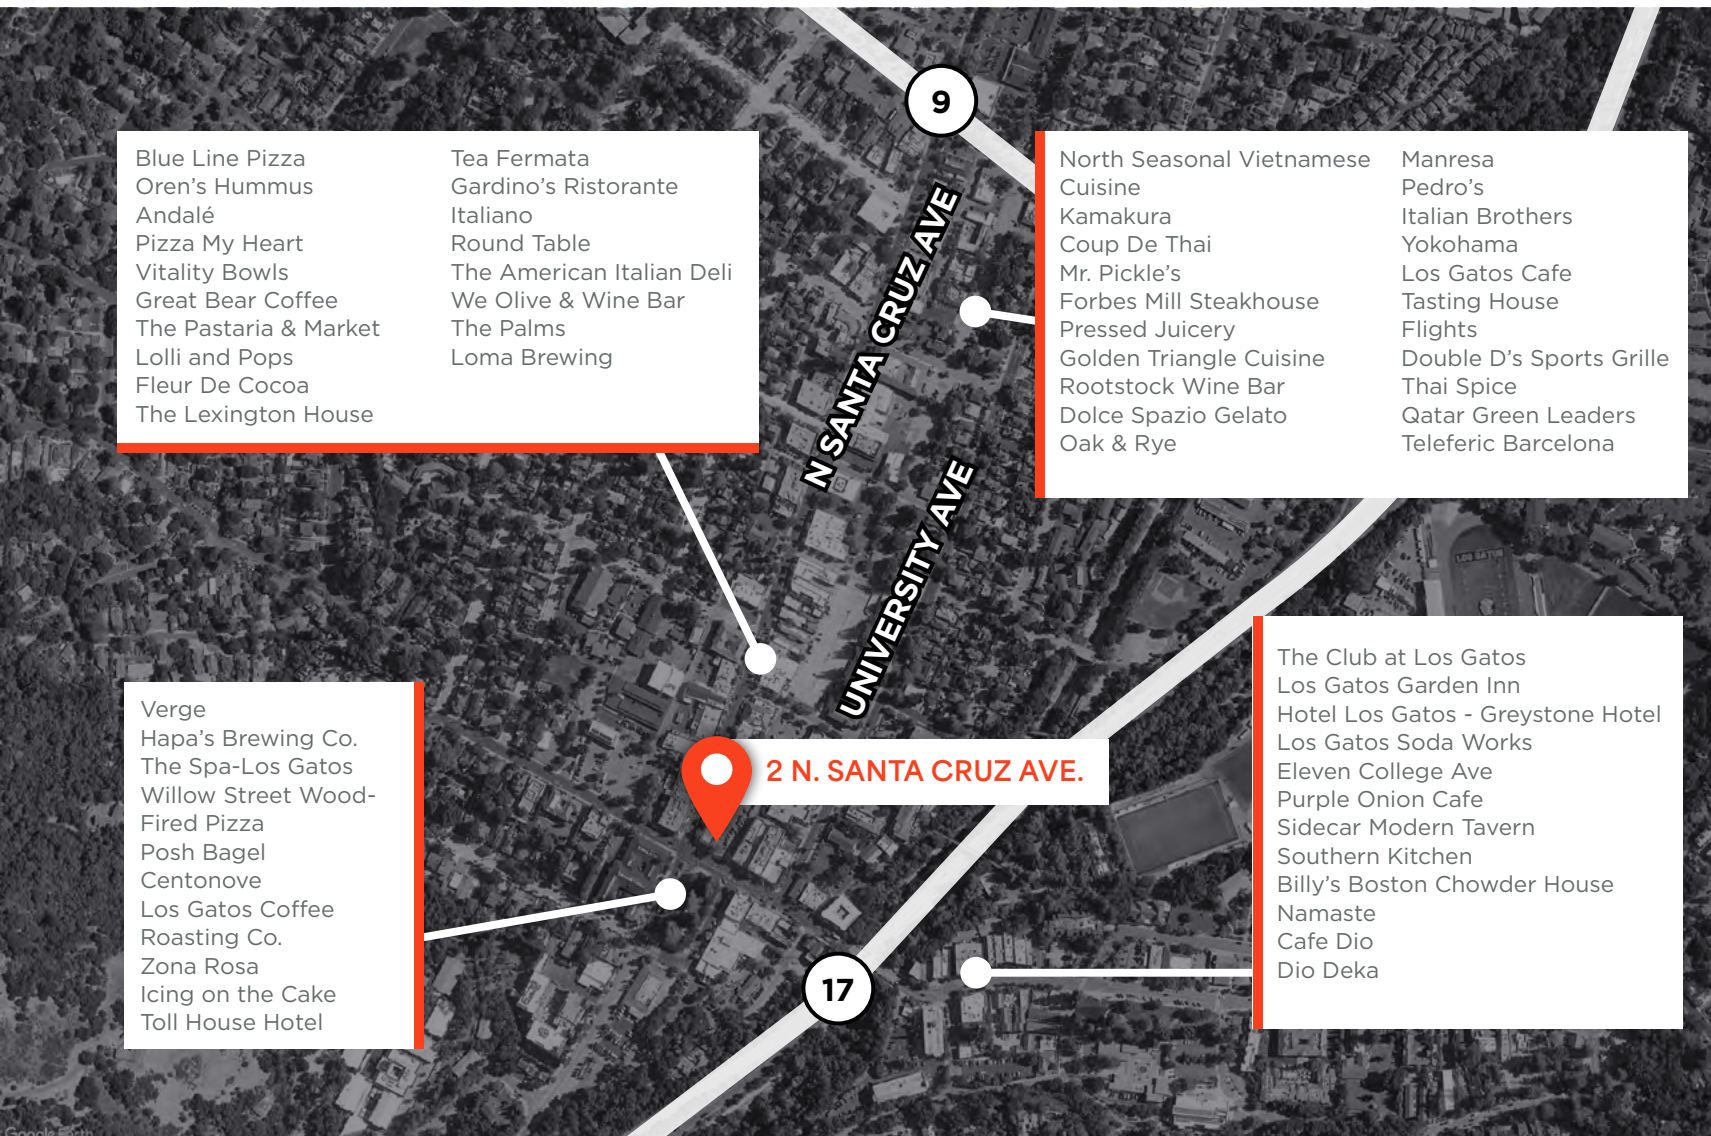 9
Blue Line Pizza
Oren’s Hummus
Andalé
Pizza My Heart
Vitality Bowls
Great Bear Coffee
The Pastaria & Market
Lolli and Pops
Fleur De Cocoa
The Lexington House
Tea Fermata
Gardino’s Ristorante
Italiano
Round Table
The American Italian Deli
We Olive & Wine Bar
The Palms
Loma Brewing
N SANTA CRUZ AVE
North Seasonal Vietnamese
Cuisine
Kamakura
Coup De Thai
Mr. Pickle’s
Forbes Mill Steakhouse
Pressed Juicery
Golden Triangle Cuisine
Rootstock Wine Bar
Dolce Spazio Gelato
Oak & Rye
Manresa
Pedro’s
Italian Brothers
Yokohama
Los Gatos Cafe
Tasting House
Flights
Double D’s Sports Grille
Thai Spice
Qatar Green Leaders
Teleferic Barcelona
UNIVERSITY AVE
LOS GATOS
Verge
Hapa’s Brewing Co.
The Spa-Los Gatos
Willow Street Wood-
Fired Pizza
Posh Bagel
Centonove
Los Gatos Coffee
Roasting Co.
Zona Rosa
Icing on the Cake
Toll House Hotel
2 N. SANTA CRUZ AVE.
The Club at Los Gatos
Los Gatos Garden Inn
Hotel Los Gatos - Greystone Hotel
Los Gatos Soda Works
Eleven College Ave
Purple Onion Cafe
Sidecar Modern Tavern
Southern Kitchen
Billy’s Boston Chowder House
Namaste
Cafe Dio
Dio Deka
17
Google Earth